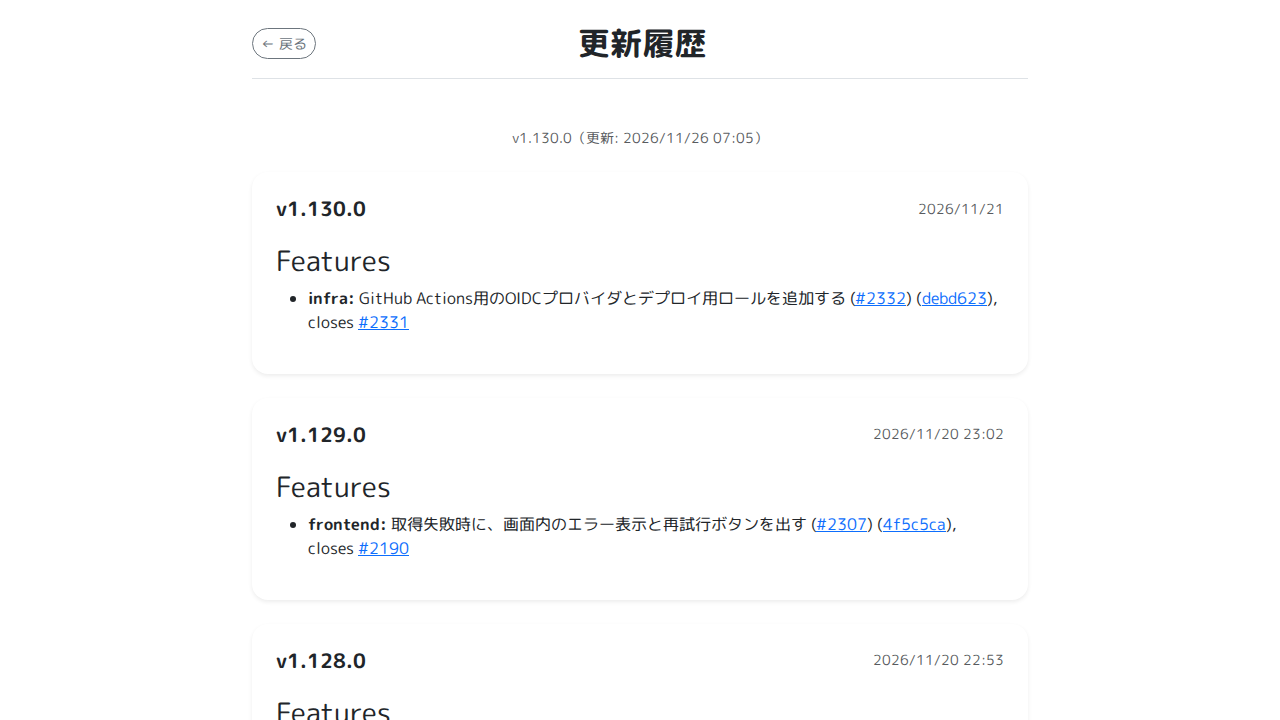 ← 戻る
更新履歴
v1.130.0（更新: 2026/11/26 07:05）
v1.130.0
2026/11/21
Features
infra: GitHub Actions用のOIDCプロバイダとデプロイ用ロールを追加する (#2332) (debd623),
closes #2331
v1.129.0
2026/11/20 23:02
Features
frontend: 取得失敗時に、画面内のエラー表示と再試行ボタンを出す (#2307) (4f5c5ca),
closes #2190
v1.128.0
2026/11/20 22:53
Features